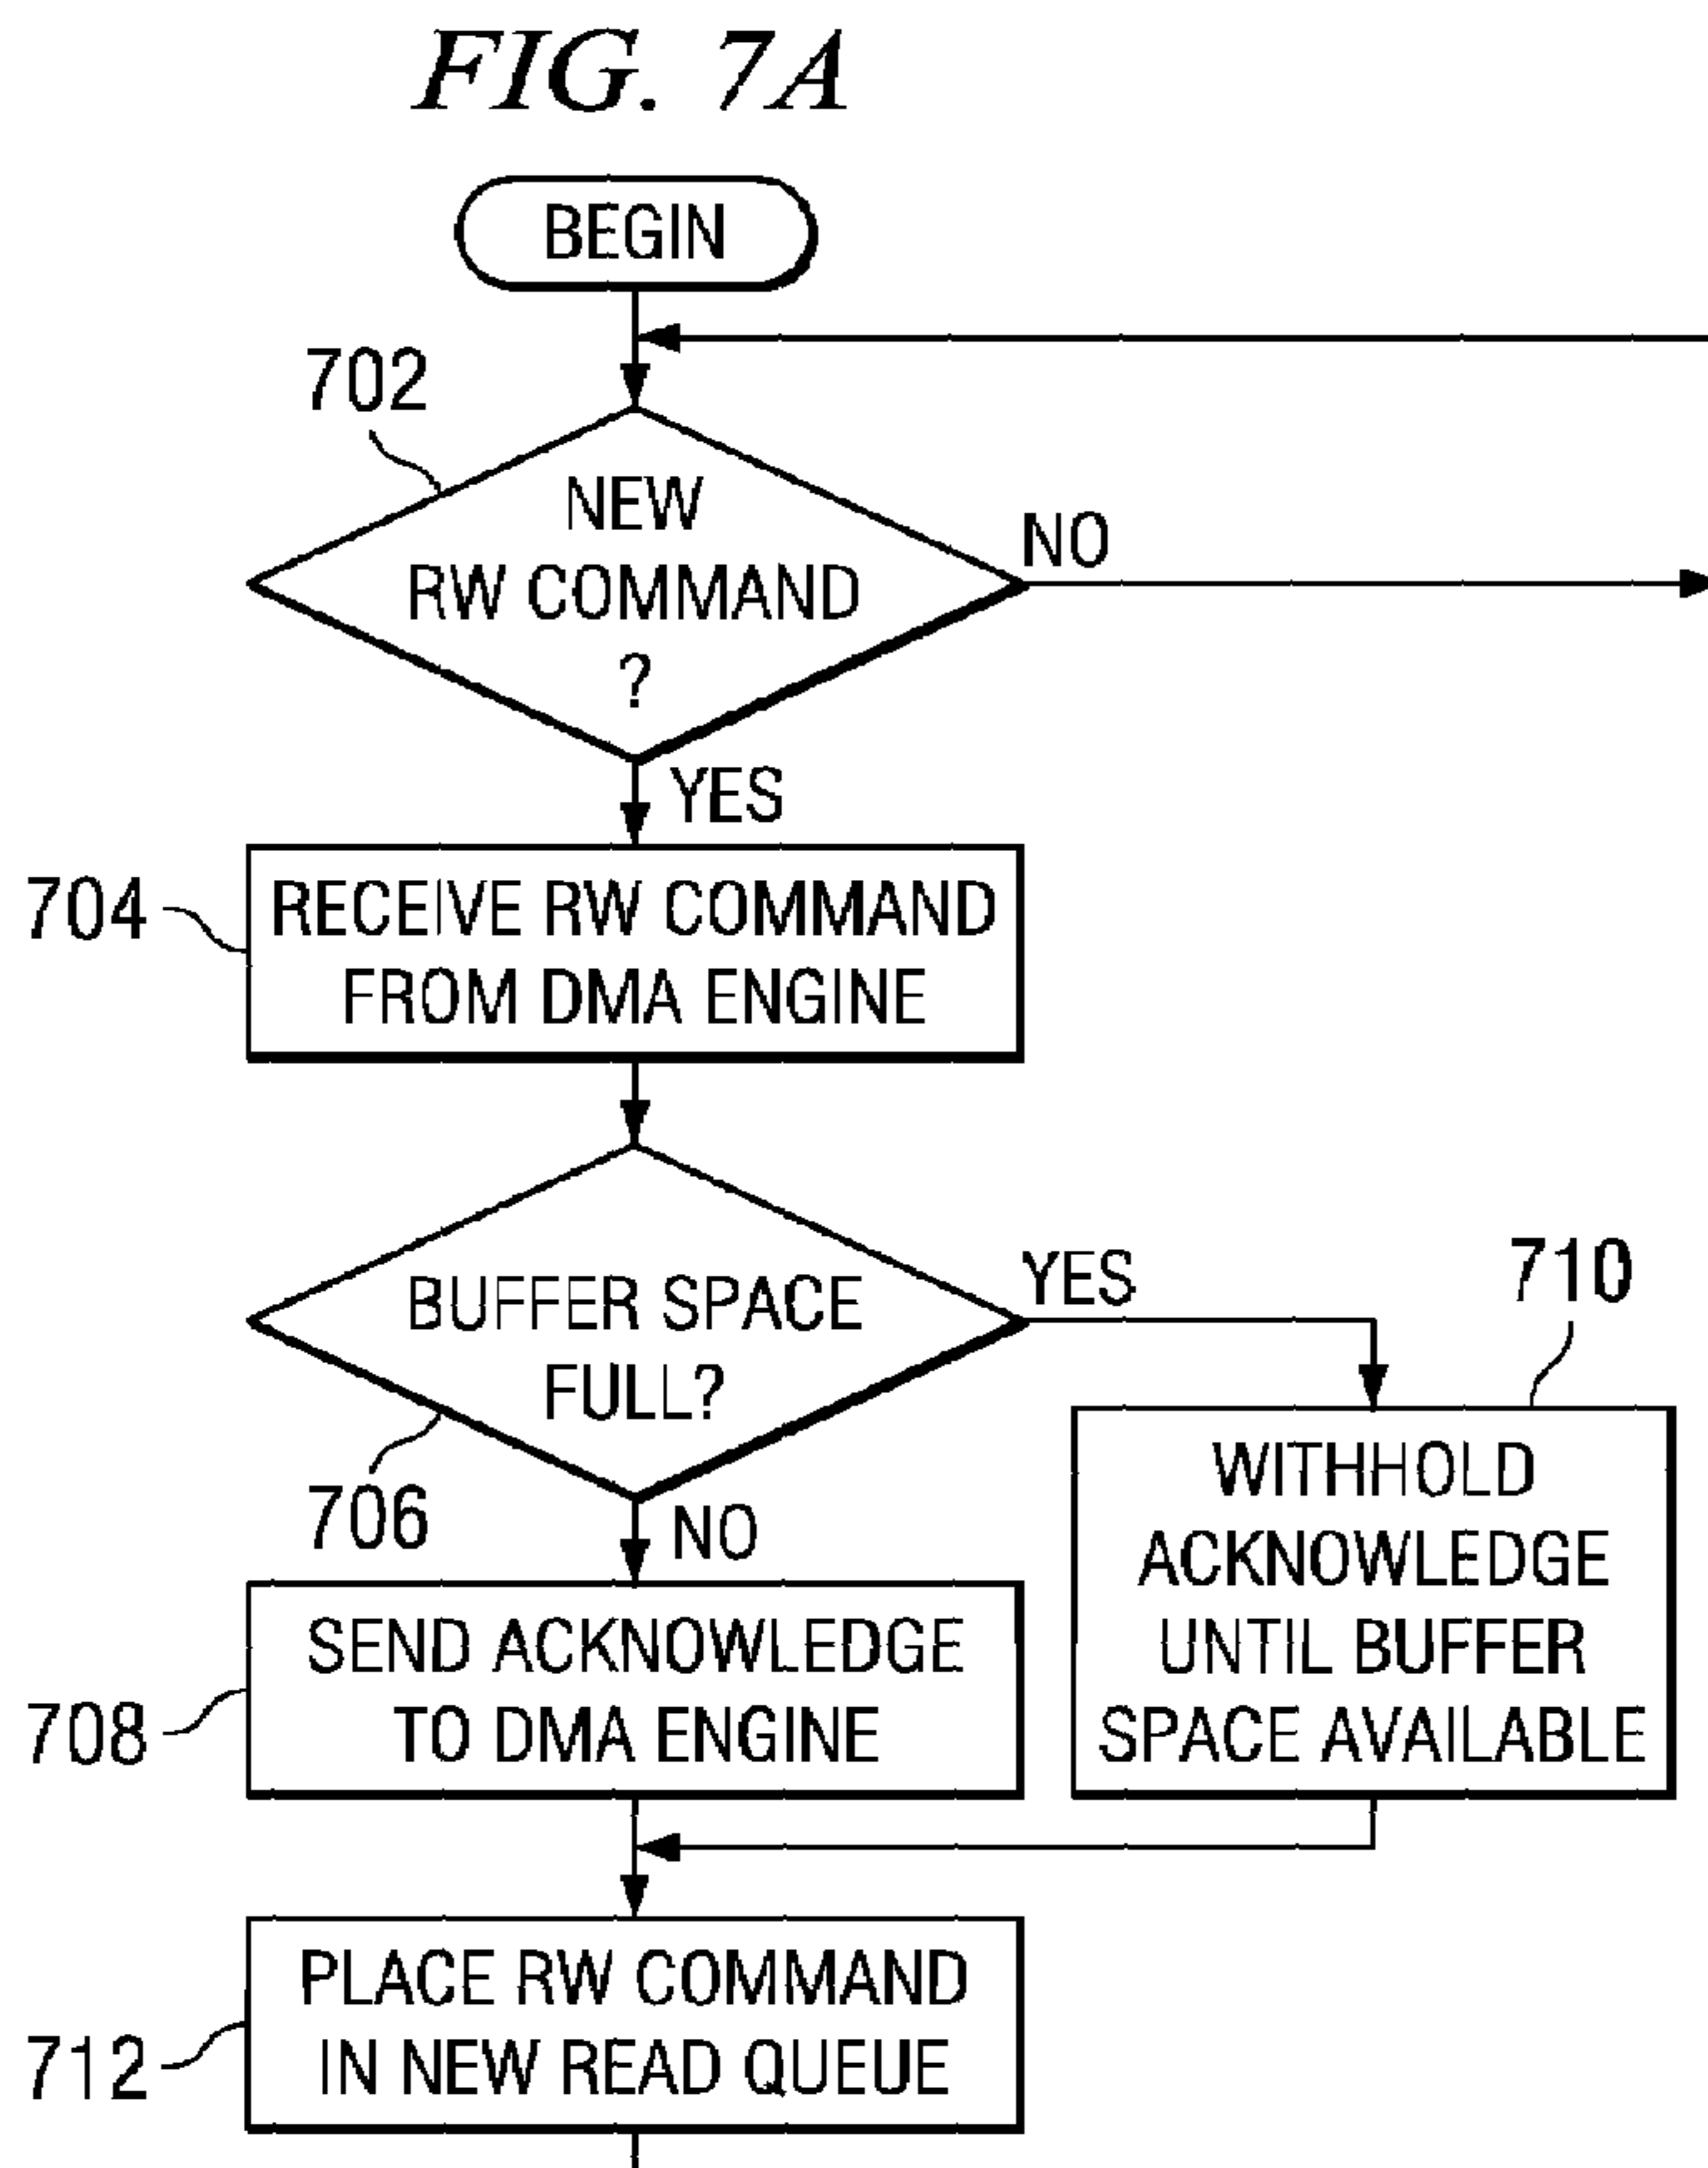 FIG. 7A
BEGIN
702
NEW
RW COMMAND
?
NO
YES
704
RECEIVE RW COMMAND
FROM DMA ENGINE
BUFFER SPACE
FULL?
YES
710
706
NO
WITHHOLD
ACKNOWLEDGE
UNTIL BUFFER
SPACE AVAILABLE
708
SEND ACKNOWLEDGE
TO DMA ENGINE
712
PLACE RW COMMAND
IN NEW READ QUEUE